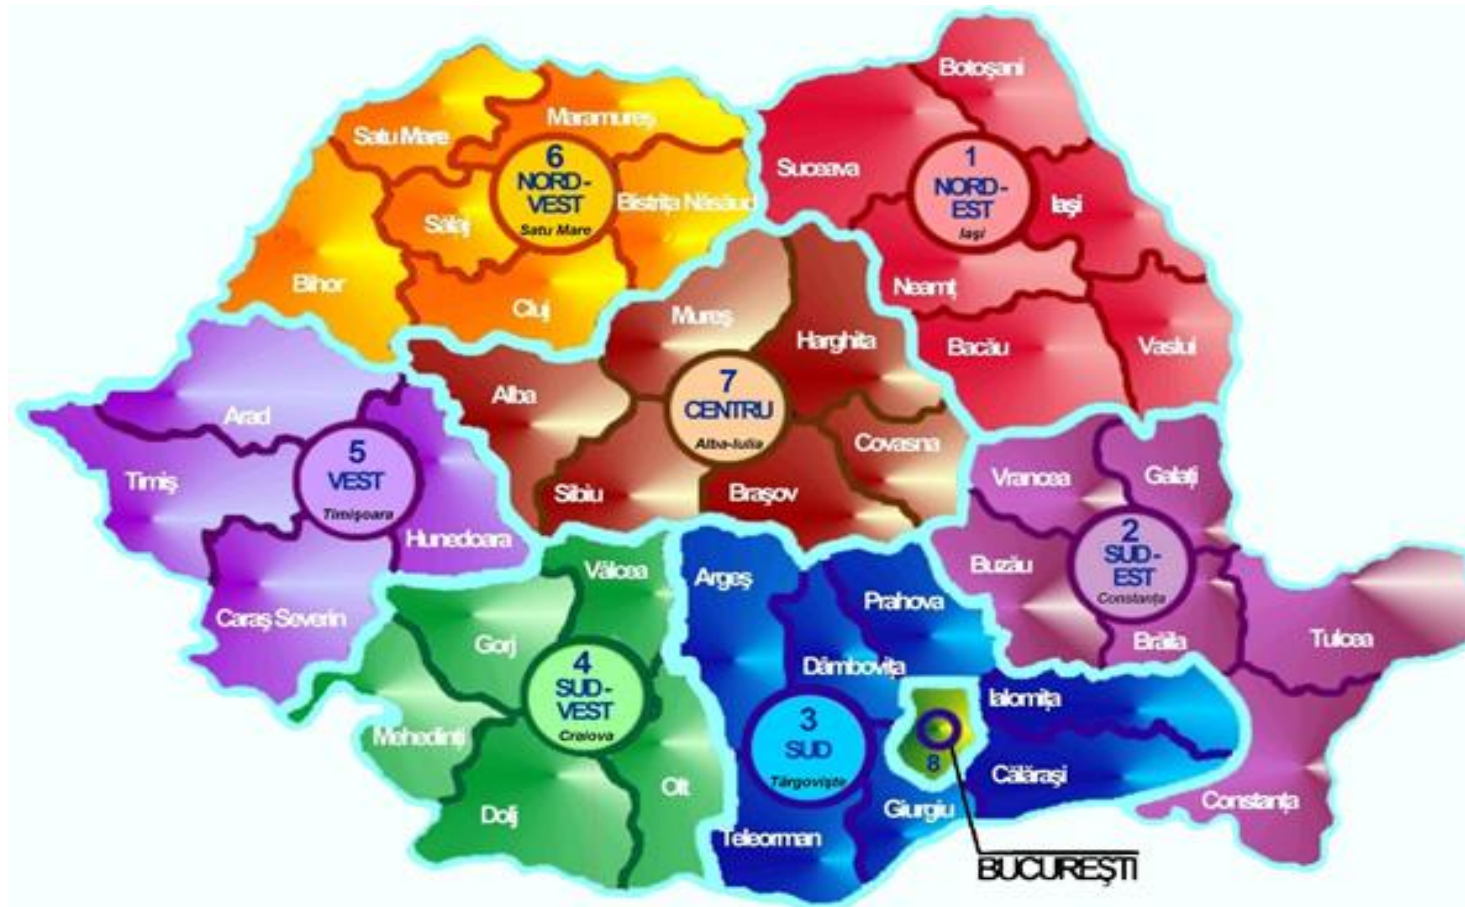 Botoşani
Satu Mare
Maramureş
6
NORD-
VEST
Satu Mare
1
NORD-
EST
Iaşi
Suceava
Bistriţa Năsăud
Iaşi
Sălaj
Bihor
Cluj
Neamţ
Mureş
Harghita
Bacău
Vaslui
Alba
7
CENTRU
Alba-Iulia
Arad
Covasna
5
VEST
Timişoara
Timiş
Vrancea
Galaţi
Sibiu
Braşov
Hunedoara
2
SUD-
EST
Constanţa
Buzău
Vâlcea
Argeş
Prahova
Caraş Severin
Gorj
Brăila
Tulcea
4
SUD-
VEST
Craiova
Dâmboviţa
Ialomiţa
3
SUD
Târgovişte
Mehedinţi
8
Călăraşi
Olt
Dolj
Giurgiu
Constanţa
Teleorman
BUCUREŞTI